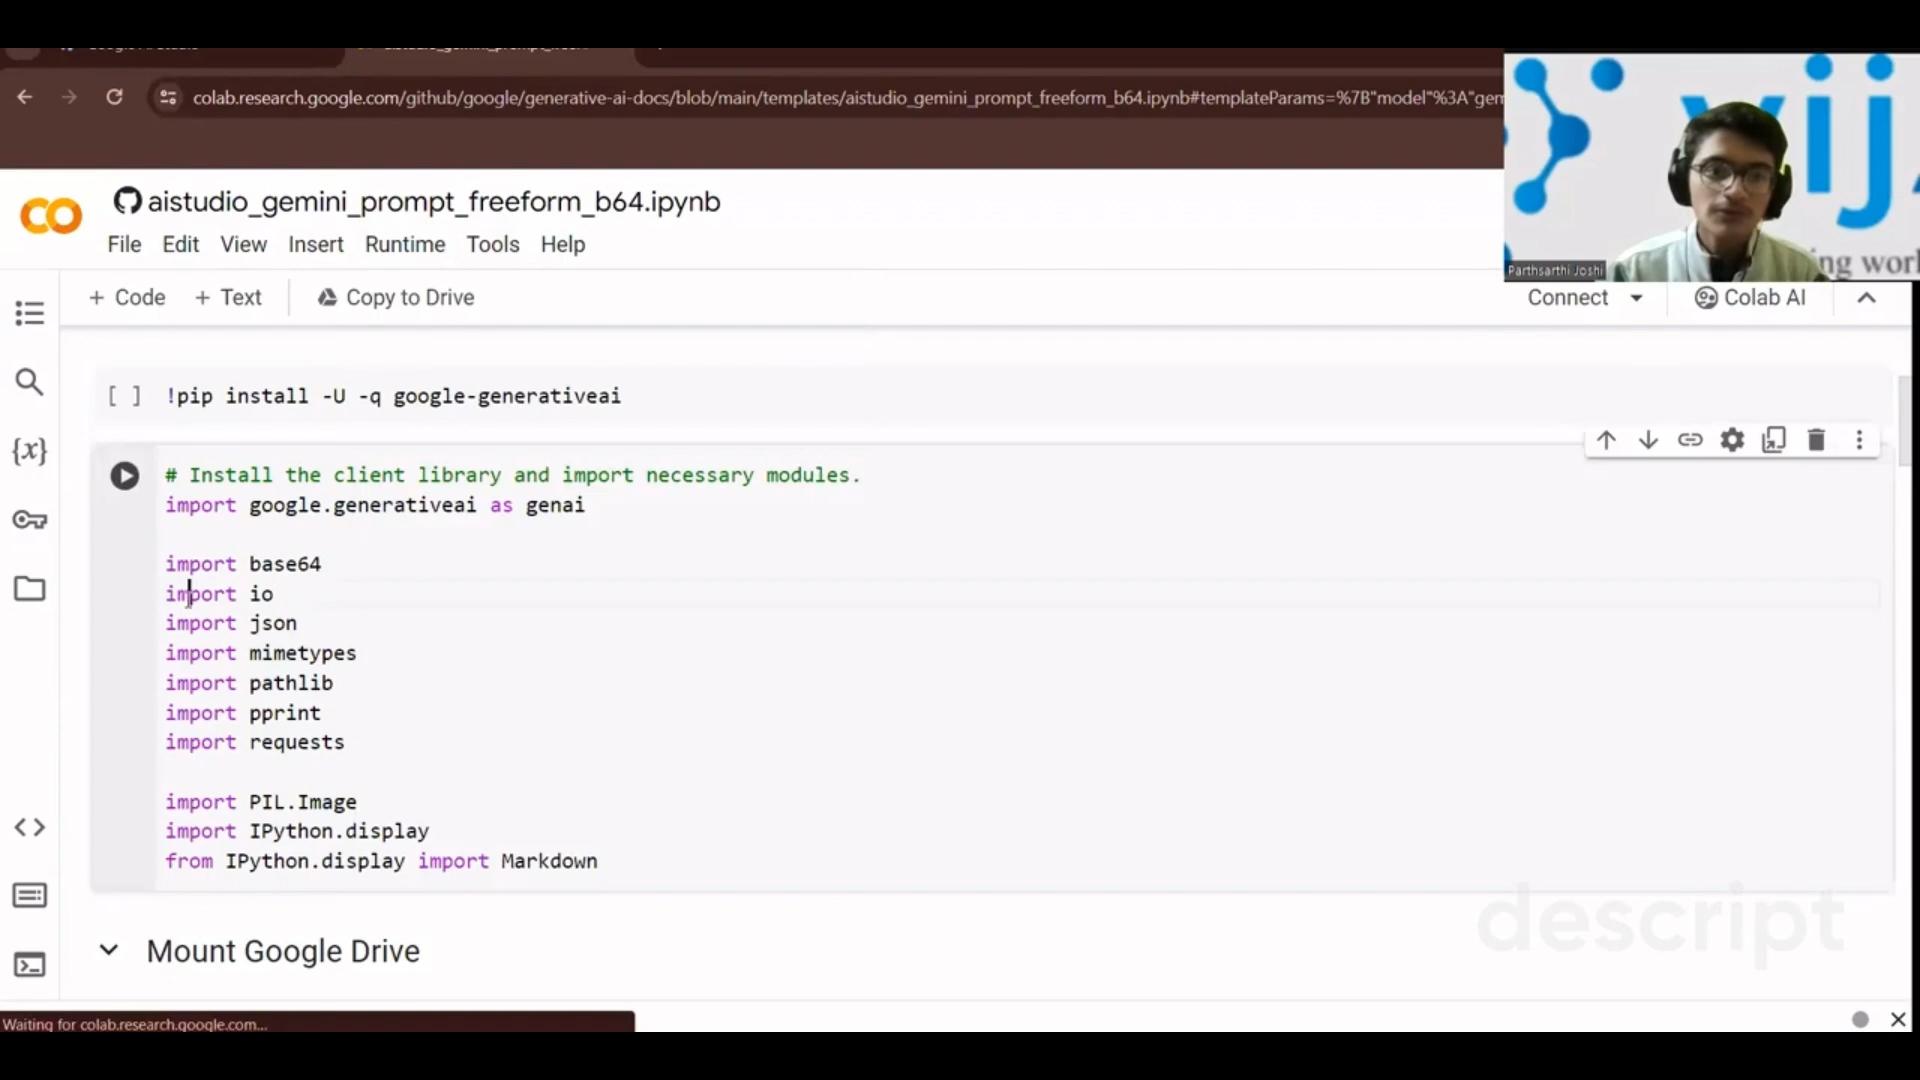 colab.research.google.com/github/google/generative-ai-docs/blob/main/templates/aistudio_gemini_prompt_freeform_b64.ipynb#templateParams=%7B"model"%3A"gem
aistudio_gemini_prompt_freeform_b64.ipynb
File Edit View Insert Runtime Tools Help
Parthsarthi Joshi
ng worl
+ Code + Text Copy to Drive
Connect Colab AI
[ ] !pip install -U -q google-generativeai
# Install the client library and import necessary modules.
import google.generativeai as genai
import base64
import io
import json
import mimetypes
import pathlib
import pprint
import requests
import PIL.Image
import IPython.display
from IPython.display import Markdown
descript
Mount Google Drive
Waiting for colab.research.google.com...